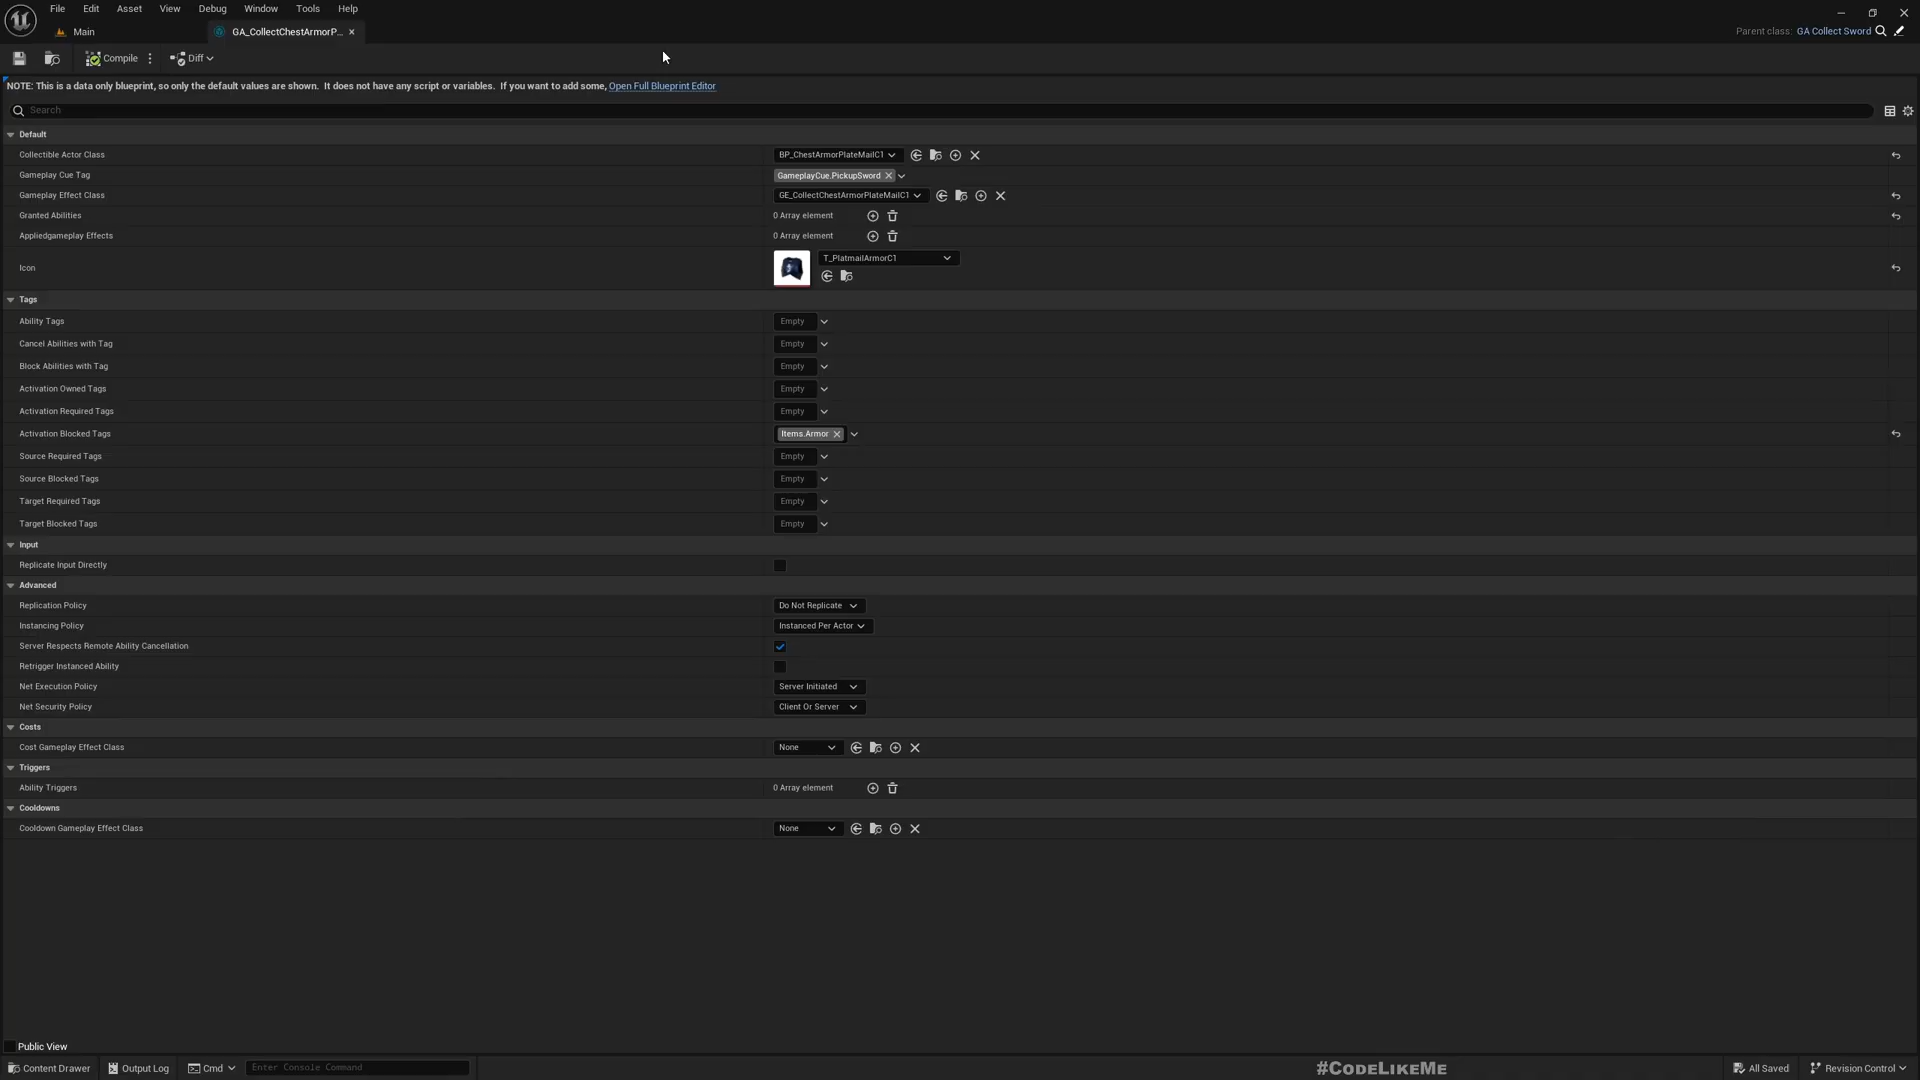 File Edit Asset View Debug Window Tools Help
Main GA_CollectChestArmorP...
Parent class: GA Collect Sword
Compile Diff
NOTE: This is a data only blueprint, so only the default values are shown. It does not have any script or variables. If you want to add some, Open Full Blueprint Editor
Search
Default
Collectible Actor Class BP_ChestArmorPlateMailC1
Gameplay Cue Tag GameplayCue.PickupSword
Gameplay Effect Class GE_CollectChestArmorPlateMailC1
Granted Abilities 0 Array element
Appliedgameplay Effects 0 Array element
Icon T_PlatmailArmorC1
Tags
Ability Tags Empty
Cancel Abilities with Tag Empty
Block Abilities with Tag Empty
Activation Owned Tags Empty
Activation Required Tags Empty
Activation Blocked Tags Items.Armor
Source Required Tags Empty
Source Blocked Tags Empty
Target Required Tags Empty
Target Blocked Tags Empty
Input
Replicate Input Directly
Advanced
Replication Policy Do Not Replicate
Instancing Policy Instanced Per Actor
Server Respects Remote Ability Cancellation
Retrigger Instanced Ability
Net Execution Policy Server Initiated
Net Security Policy Client Or Server
Costs
Cost Gameplay Effect Class None
Triggers
Ability Triggers 0 Array element
Cooldowns
Cooldown Gameplay Effect Class None
Public View
Content Drawer Output Log Cmd Enter Console Command #CodeLikeMe All Saved Revision Control